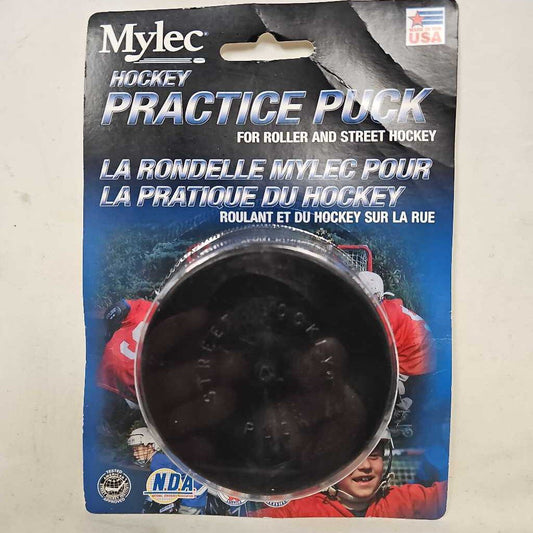 Mylec
MADE IN THE
USA
HOCKEY
PRACTICE PUCK
FOR ROLLER AND STREET HOCKEY
LA RONDELLE MYLEC POUR
LA PRATIQUE DU HOCKEY
ROULANT ET DU HOCKEY SUR LA RUE
STREET HOCKEY
PUCK
N.D.A.